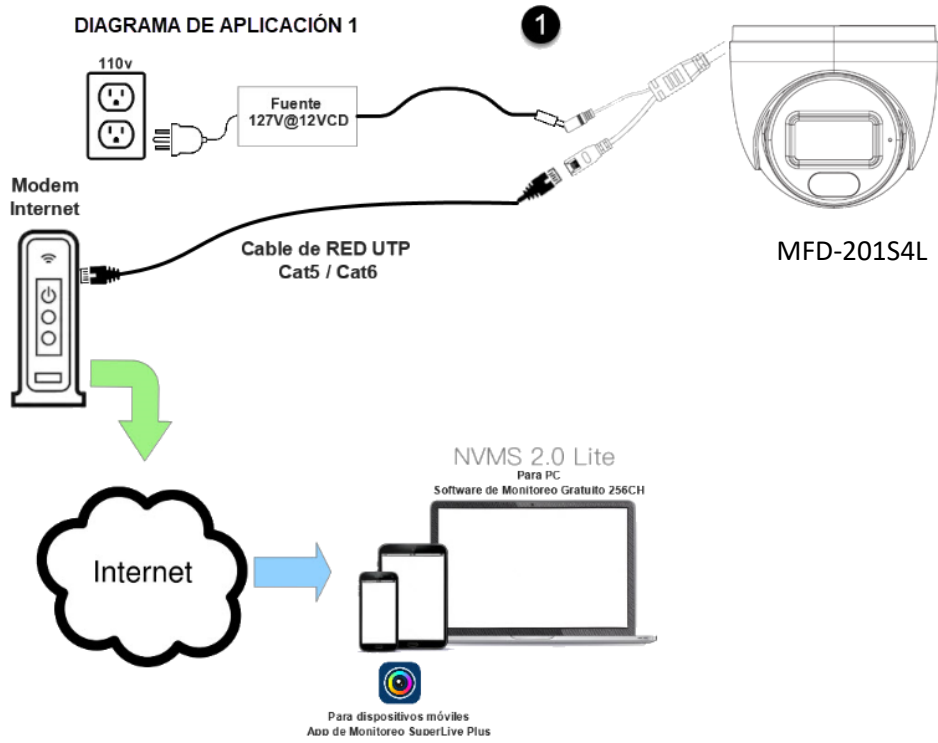 DIAGRAMA DE APLICACIÓN 1
1
110v
Fuente
127V@12VCD
Modem
Internet
Cable de RED UTP
Cat5 / Cat6
MFD-201S4L
NVMS 2.0 Lite
Para PC
Software de Monitoreo Gratuito 256CH
Internet
Para dispositivos móviles
App de Monitoreo SuperLive Plus